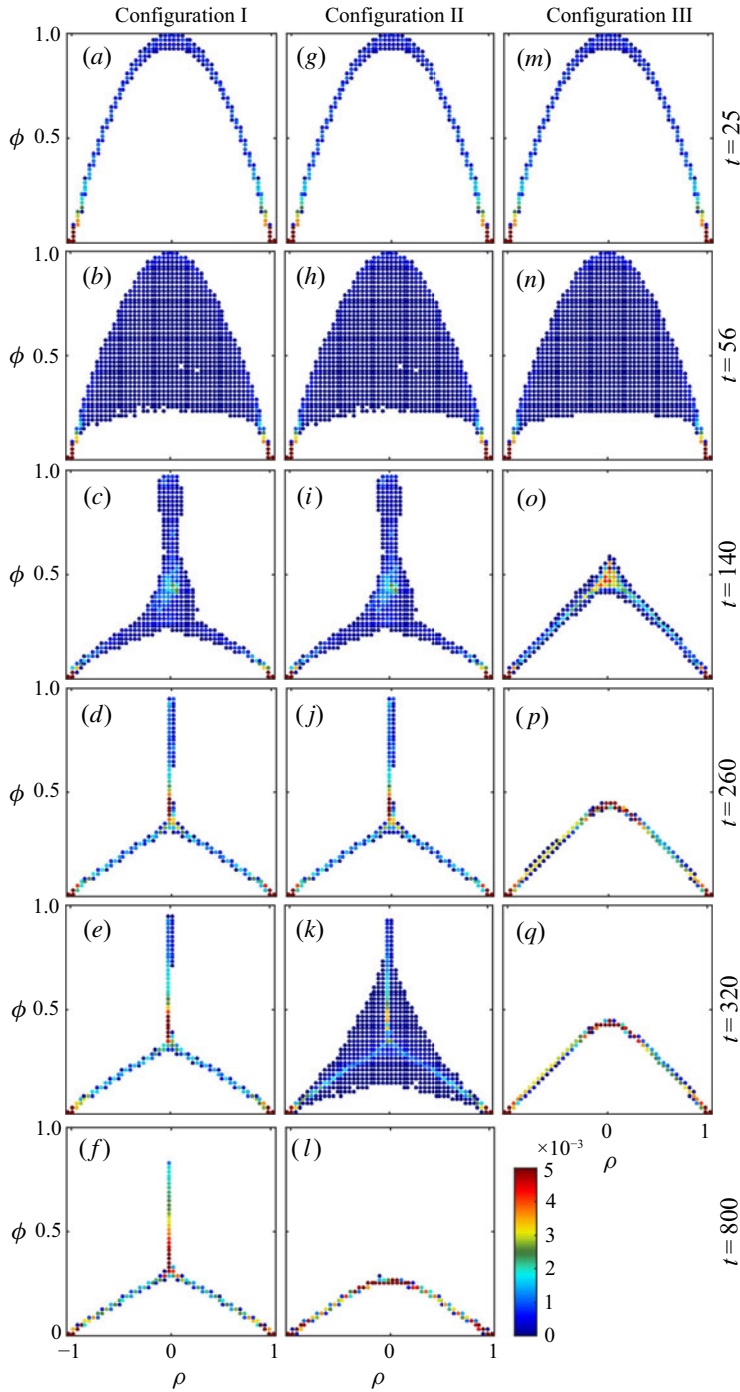 Configuration I Configuration II Configuration III
1.0 (a) (g) (m)
ϕ 0.5 t = 25
1.0 (b) (h) (n)
ϕ 0.5 t = 56
1.0 (c) (i) (o)
ϕ 0.5 t = 140
1.0 (d) (j) (p)
ϕ 0.5 t = 260
1.0 (e) (k) (q)
ϕ 0.5 t = 320
0 1
ρ
1.0 (f) (l) ×10⁻³
5
4
ϕ 0.5 3 t = 800
2
1
0 0
−1 0 1 −1 0 1
ρ ρ